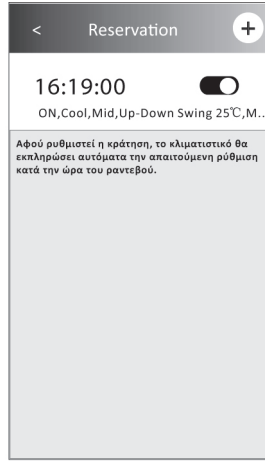 < Reservation +
16:19:00
ON,Cool,Mid,Up-Down Swing 25℃,M..
Αφού ρυθμιστεί η κράτηση, το κλιματιστικό θα
εκπληρώσει αυτόματα την απαιτούμενη ρύθμιση
κατά την ώρα του ραντεβού.